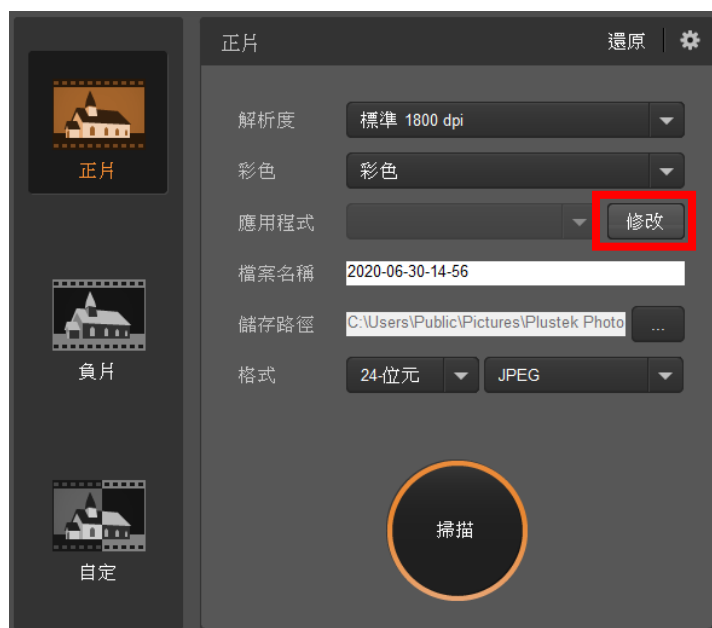 正片
還原
解析度
標準 1800 dpi
正片
彩色
彩色
應用程式
修改
檔案名稱
2020-06-30-14-56
儲存路徑
C:\Users\Public\Pictures\Plustek Photo
...
負片
格式
24-位元
JPEG
掃描
自定